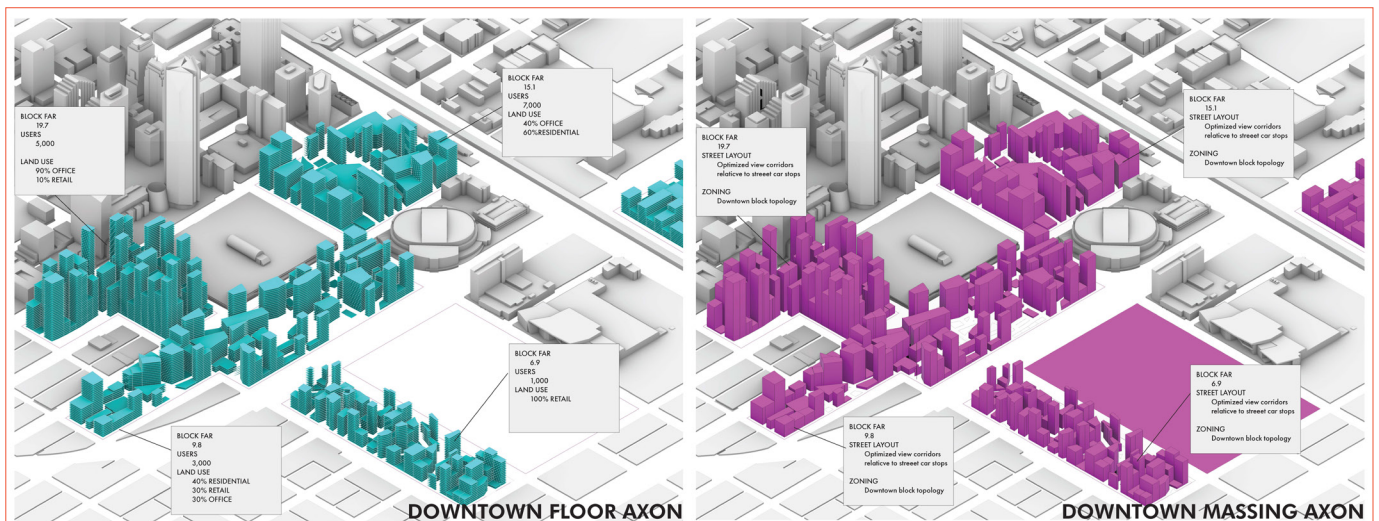 BLOCK FAR
19.7
USERS
5,000
LAND USE
90% OFFICE
10% RETAIL
BLOCK FAR
15.1
USERS
7,000
LAND USE
40% OFFICE
60%RESIDENTIAL
BLOCK FAR
6.9
USERS
1,000
LAND USE
100% RETAIL
BLOCK FAR
9.8
USERS
3,000
LAND USE
40% RESIDENTIAL
30% RETAIL
30% OFFICE
DOWNTOWN FLOOR AXON
BLOCK FAR
19.7
STREET LAYOUT
Optimized view corridors
relaticve to streeet car stops
ZONING
Downtown block topology
BLOCK FAR
15.1
STREET LAYOUT
Optimized view corridors
relaticve to streeet car stops
ZONING
Downtown block topology
BLOCK FAR
6.9
STREET LAYOUT
Optimized view corridors
relaticve to streeet car stops
ZONING
Downtown block topology
BLOCK FAR
9.8
STREET LAYOUT
Optimized view corridors
relaticve to streeet car stops
ZONING
Downtown block topology
DOWNTOWN MASSING AXON